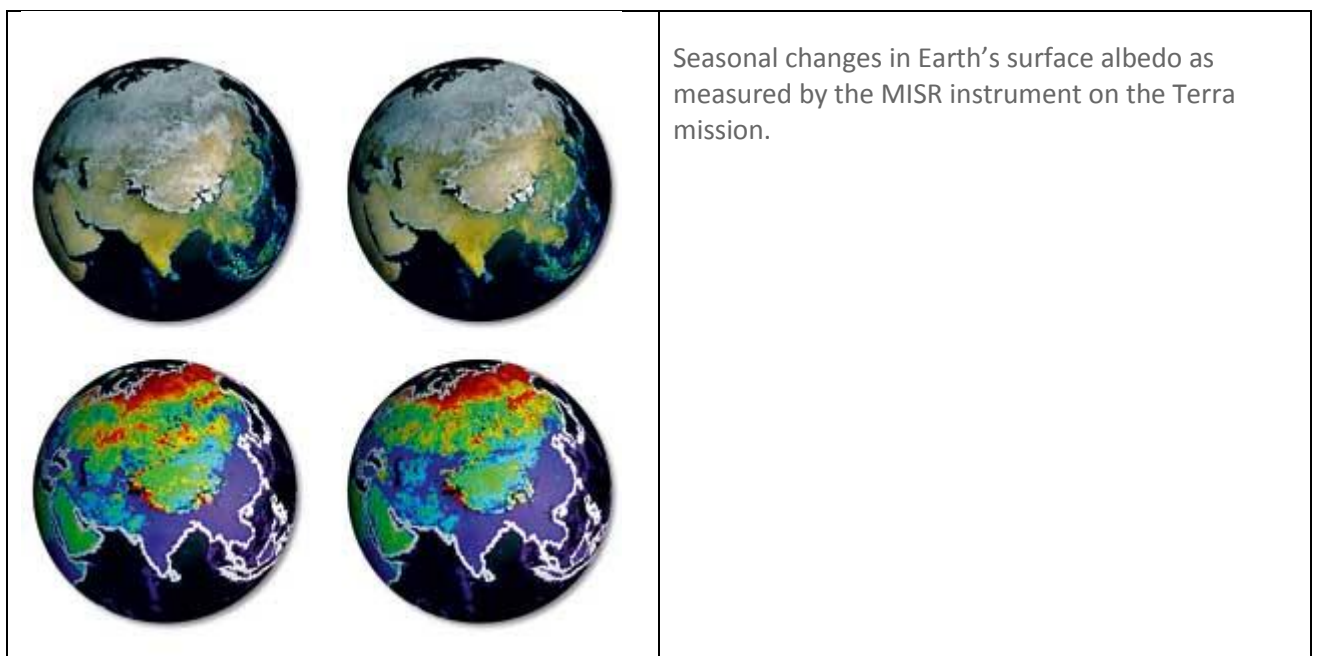 Seasonal changes in Earth’s surface albedo as
measured by the MISR instrument on the Terra
mission.